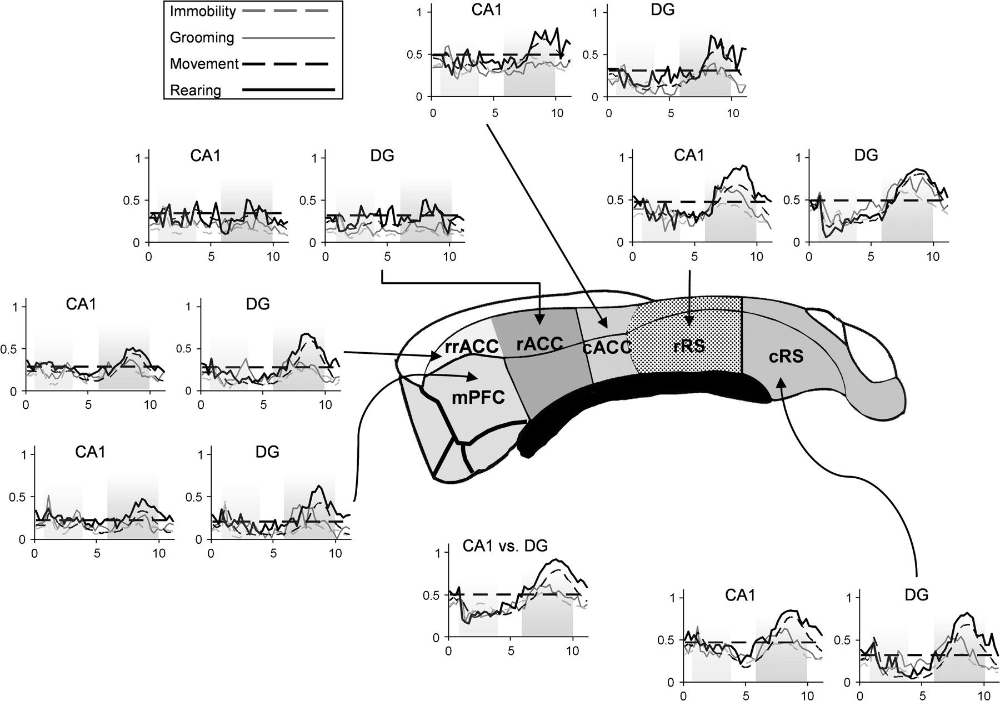 Immobility
Grooming
Movement
Rearing
CA1
1
0.5
0
0 5 10
DG
1
0.5
0
0 5 10
CA1
1
0.5
0
0 5 10
DG
1
0.5
0
0 5 10
CA1
1
0.5
0
0 5 10
DG
1
0.5
0
0 5 10
CA1
1
0.5
0
0 5 10
DG
1
0.5
0
0 5 10
rrACC
rACC
cACC
rRS
cRS
mPFC
CA1
1
0.5
0
0 5 10
DG
1
0.5
0
0 5 10
CA1 vs. DG
1
0.5
0
0 5 10
CA1
1
0.5
0
0 5 10
DG
1
0.5
0
0 5 10